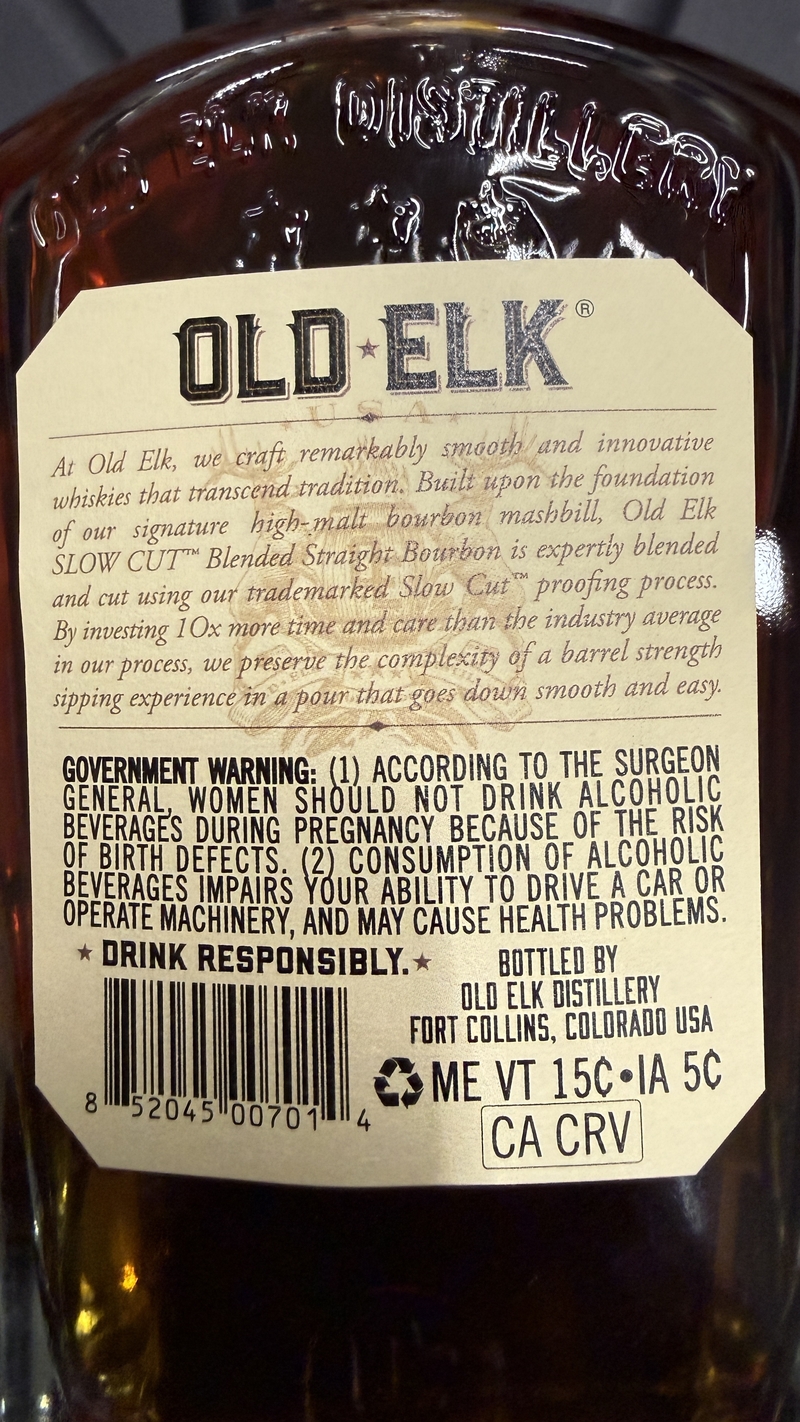 OLD ELK DISTILLERY
OLD ★ ELK®
USA
At Old Elk, we craft remarkably smooth and innovative
whiskies that transcend tradition. Built upon the foundation
of our signature high-malt bourbon mashbill, Old Elk
SLOW CUT™ Blended Straight Bourbon is expertly blended
and cut using our trademarked Slow Cut™ proofing process.
By investing 10x more time and care than the industry average
in our process, we preserve the complexity of a barrel strength
sipping experience in a pour that goes down smooth and easy.
GOVERNMENT WARNING: (1) ACCORDING TO THE SURGEON
GENERAL, WOMEN SHOULD NOT DRINK ALCOHOLIC
BEVERAGES DURING PREGNANCY BECAUSE OF THE RISK
OF BIRTH DEFECTS. (2) CONSUMPTION OF ALCOHOLIC
BEVERAGES IMPAIRS YOUR ABILITY TO DRIVE A CAR OR
OPERATE MACHINERY, AND MAY CAUSE HEALTH PROBLEMS.
★ DRINK RESPONSIBLY. ★
BOTTLED BY
OLD ELK DISTILLERY
FORT COLLINS, COLORADO USA
ME VT 15¢•IA 5¢
CA CRV
8 52045 00701 4